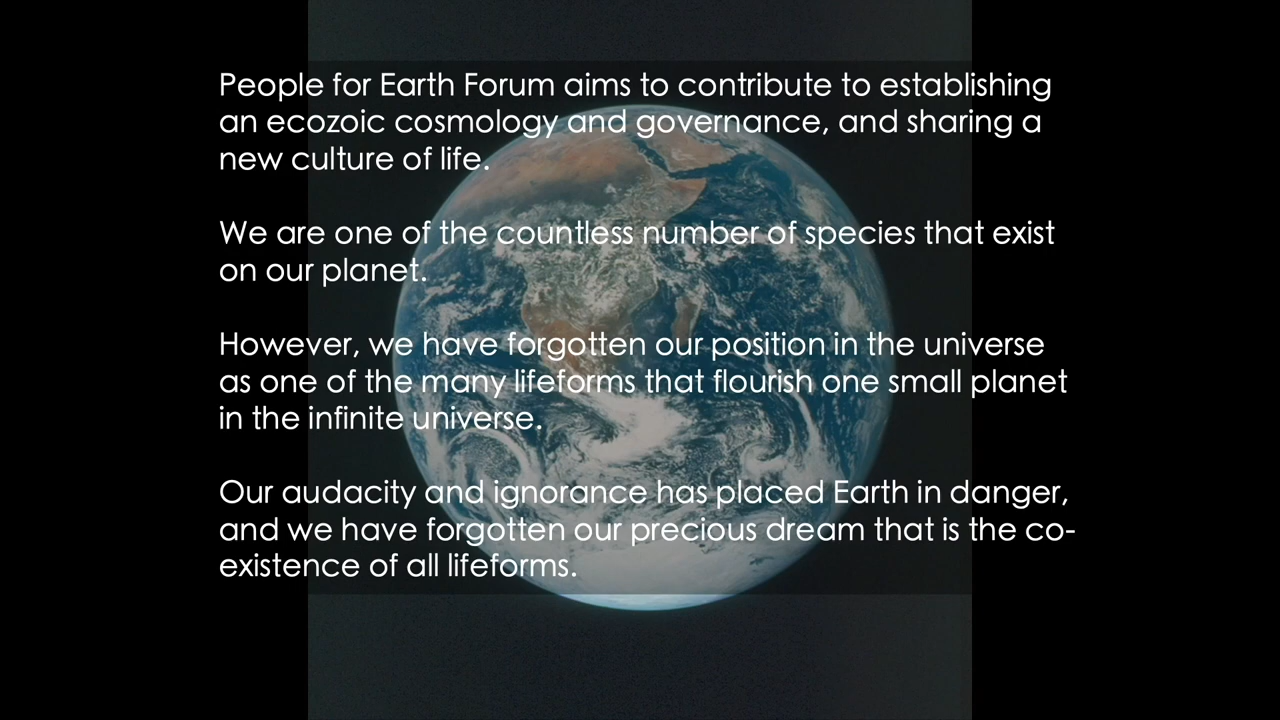 People for Earth Forum aims to contribute to establishing
an ecozoic cosmology and governance, and sharing a
new culture of life.
We are one of the countless number of species that exist
on our planet.
However, we have forgotten our position in the universe
as one of the many lifeforms that flourish one small planet
in the infinite universe.
Our audacity and ignorance has placed Earth in danger,
and we have forgotten our precious dream that is the co-
existence of all lifeforms.